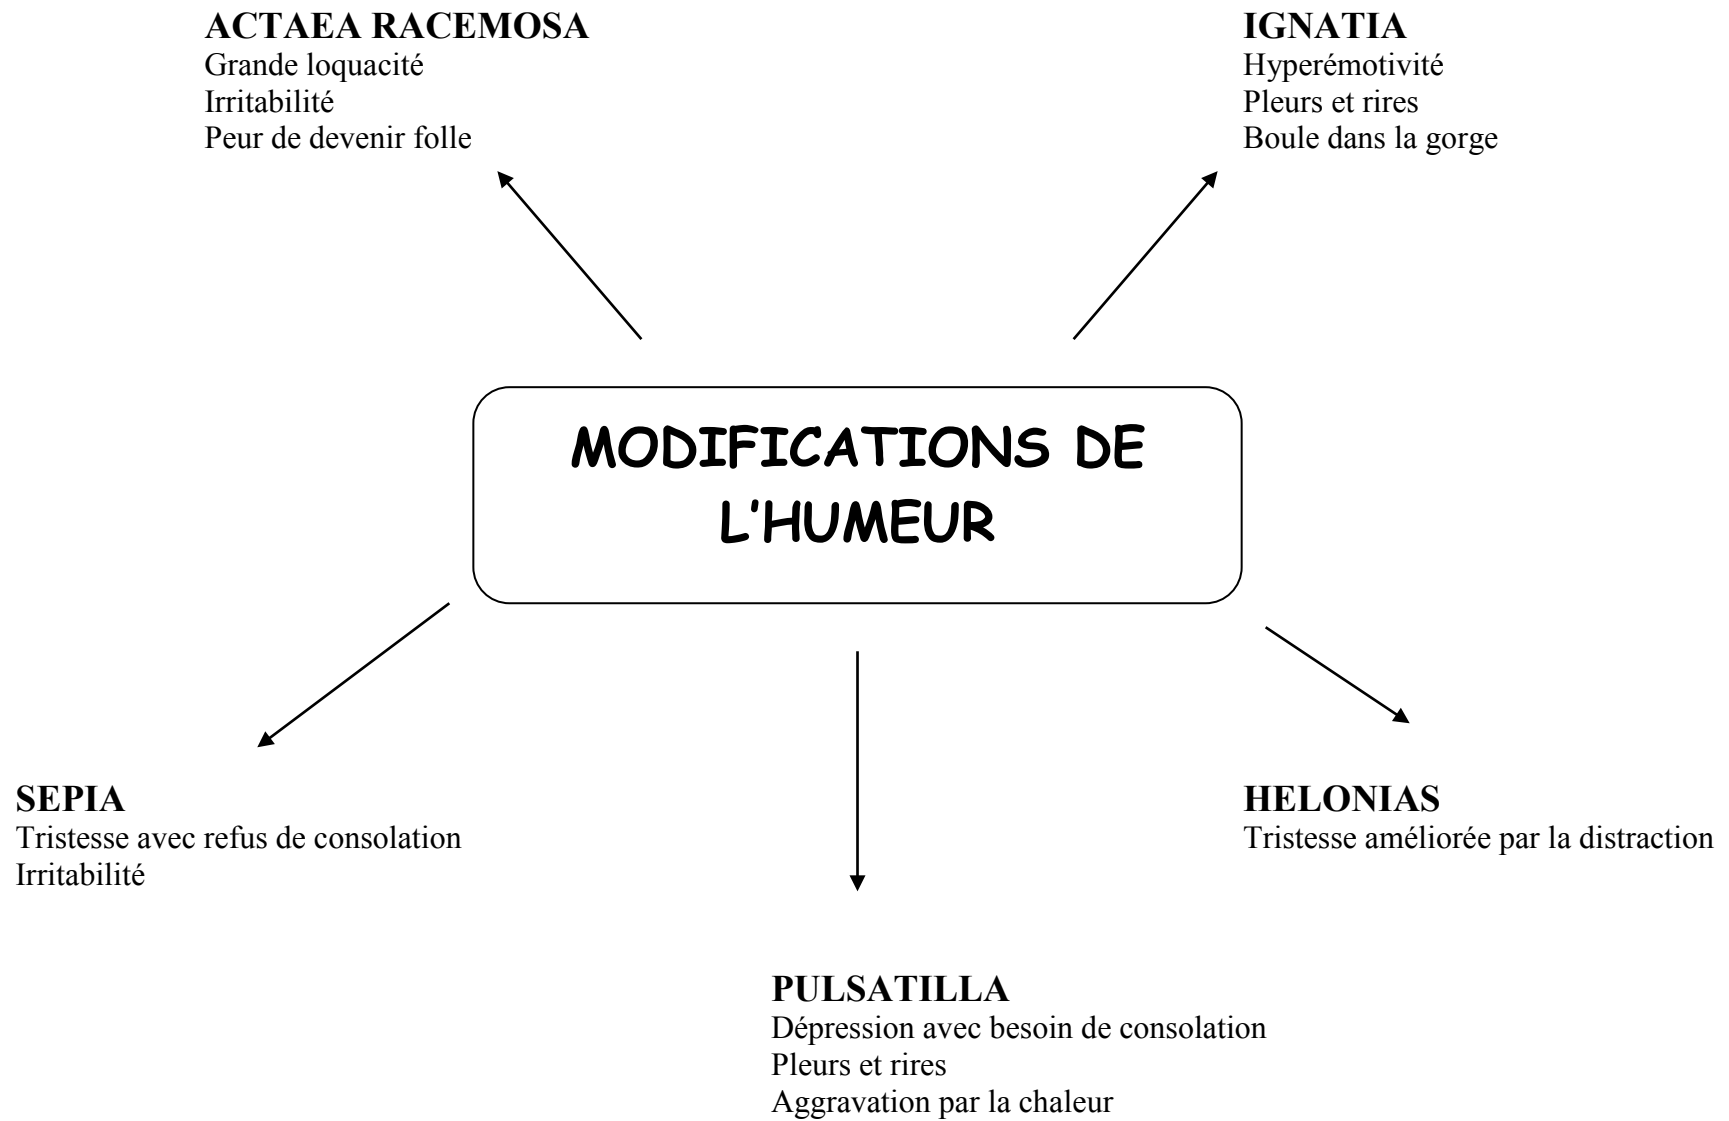 ACTAEA RACEMOSA
Grande loquacité
Irritabilité
Peur de devenir folle
IGNATIA
Hyperémotivité
Pleurs et rires
Boule dans la gorge
MODIFICATIONS DE
L'HUMEUR
SEPIA
Tristesse avec refus de consolation
Irritabilité
HELONIAS
Tristesse améliorée par la distraction
PULSATILLA
Dépression avec besoin de consolation
Pleurs et rires
Aggravation par la chaleur